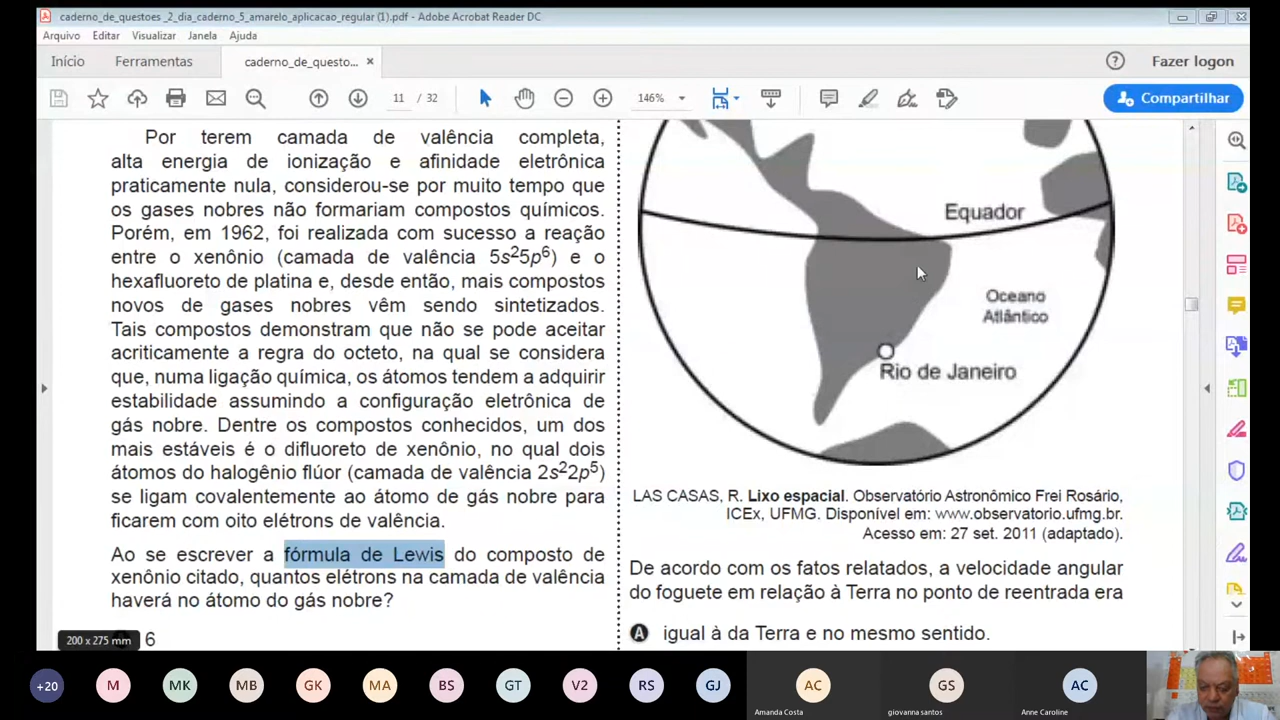 caderno_de_questoes _2_dia_caderno_5_amarelo_aplicacao_regular (1).pdf - Adobe Acrobat Reader DC
Arquivo Editar Visualizar Janela Ajuda
Início Ferramentas caderno_de_questo... ×
Fazer logon
11 / 32 146% Compartilhar
Por terem camada de valência completa,
alta energia de ionização e afinidade eletrônica
praticamente nula, considerou-se por muito tempo que
os gases nobres não formariam compostos químicos.
Porém, em 1962, foi realizada com sucesso a reação
entre o xenônio (camada de valência 5s²5p⁶) e o
hexafluoreto de platina e, desde então, mais compostos
novos de gases nobres vêm sendo sintetizados.
Tais compostos demonstram que não se pode aceitar
acriticamente a regra do octeto, na qual se considera
que, numa ligação química, os átomos tendem a adquirir
estabilidade assumindo a configuração eletrônica de
gás nobre. Dentre os compostos conhecidos, um dos
mais estáveis é o difluoreto de xenônio, no qual dois
átomos do halogênio flúor (camada de valência 2s²2p⁵)
se ligam covalentemente ao átomo de gás nobre para
ficarem com oito elétrons de valência.
Ao se escrever a fórmula de Lewis do composto de
xenônio citado, quantos elétrons na camada de valência
haverá no átomo do gás nobre?
6
200 x 275 mm
Equador
Oceano
Atlântico
Rio de Janeiro
LAS CASAS, R. Lixo espacial. Observatório Astronômico Frei Rosário,
ICEx, UFMG. Disponível em: www.observatorio.ufmg.br.
Acesso em: 27 set. 2011 (adaptado).
De acordo com os fatos relatados, a velocidade angular
do foguete em relação à Terra no ponto de reentrada era
A igual à da Terra e no mesmo sentido.
+20 M MK MB GK MA BS GT V2 RS GJ AC GS AC
Amanda Costa giovanna santos Anne Caroline